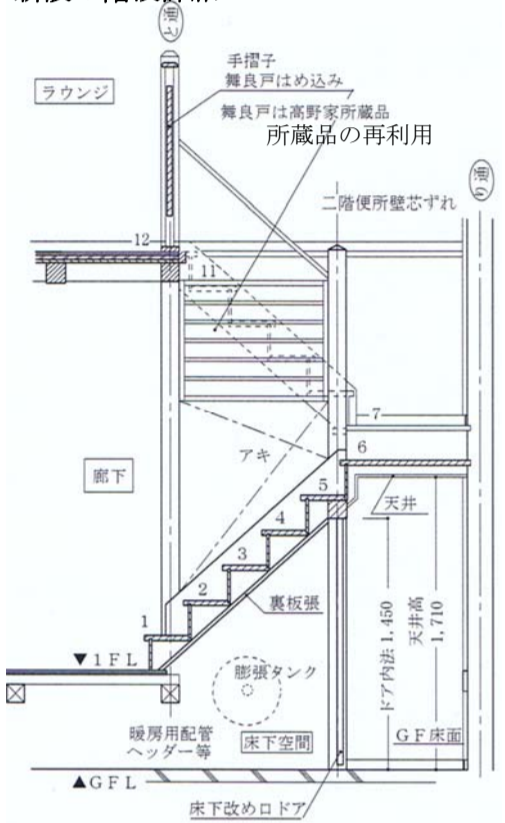 と通
手摺子
舞良戸はめ込み
ラウンジ
舞良戸は高野家所蔵品
所蔵品の再利用
り通
二階便所壁芯ずれ
12
11
7
6
アキ
廊下
5
天井
4
3
2
裏板張
1
ドア内法1,450
天井高
1,710
▼1FL
膨張タンク
暖房用配管
ヘッダー等
床下空間
GF床面
▲GFL
床下改め口ドア